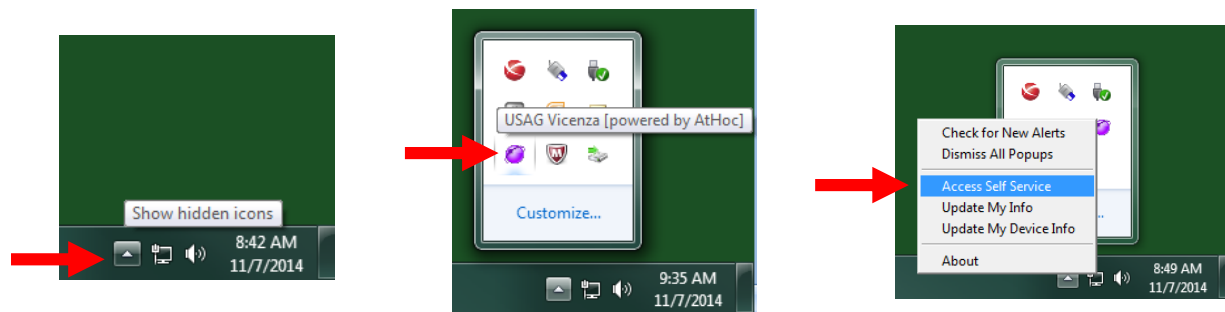 Show hidden icons
8:42 AM
11/7/2014
USAG Vicenza [powered by AtHoc]
Customize...
9:35 AM
11/7/2014
Check for New Alerts
Dismiss All Popups
Access Self Service
Update My Info
Update My Device Info
About
8:49 AM
11/7/2014